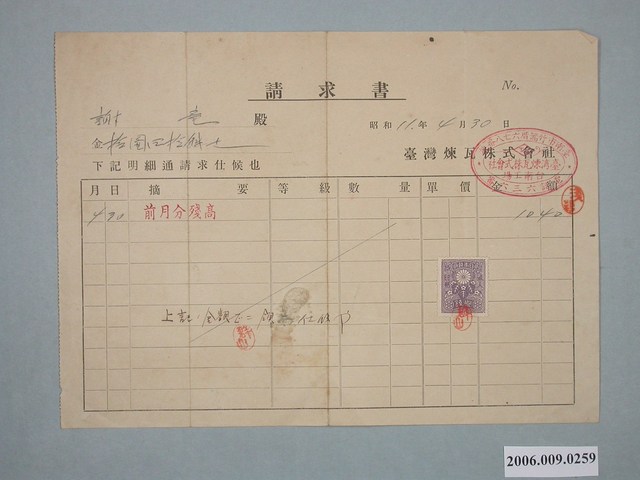 請求書
No.
謝 殿
昭和11年4月30日
金拾圓四拾錢也
臺灣煉瓦株式會社
下記明細通請求仕候也
月 日 摘要 等級 數量 單價 金額
4 30 前月分殘高 10 40
上記金額正ニ領收仕候也
2006.009.0259